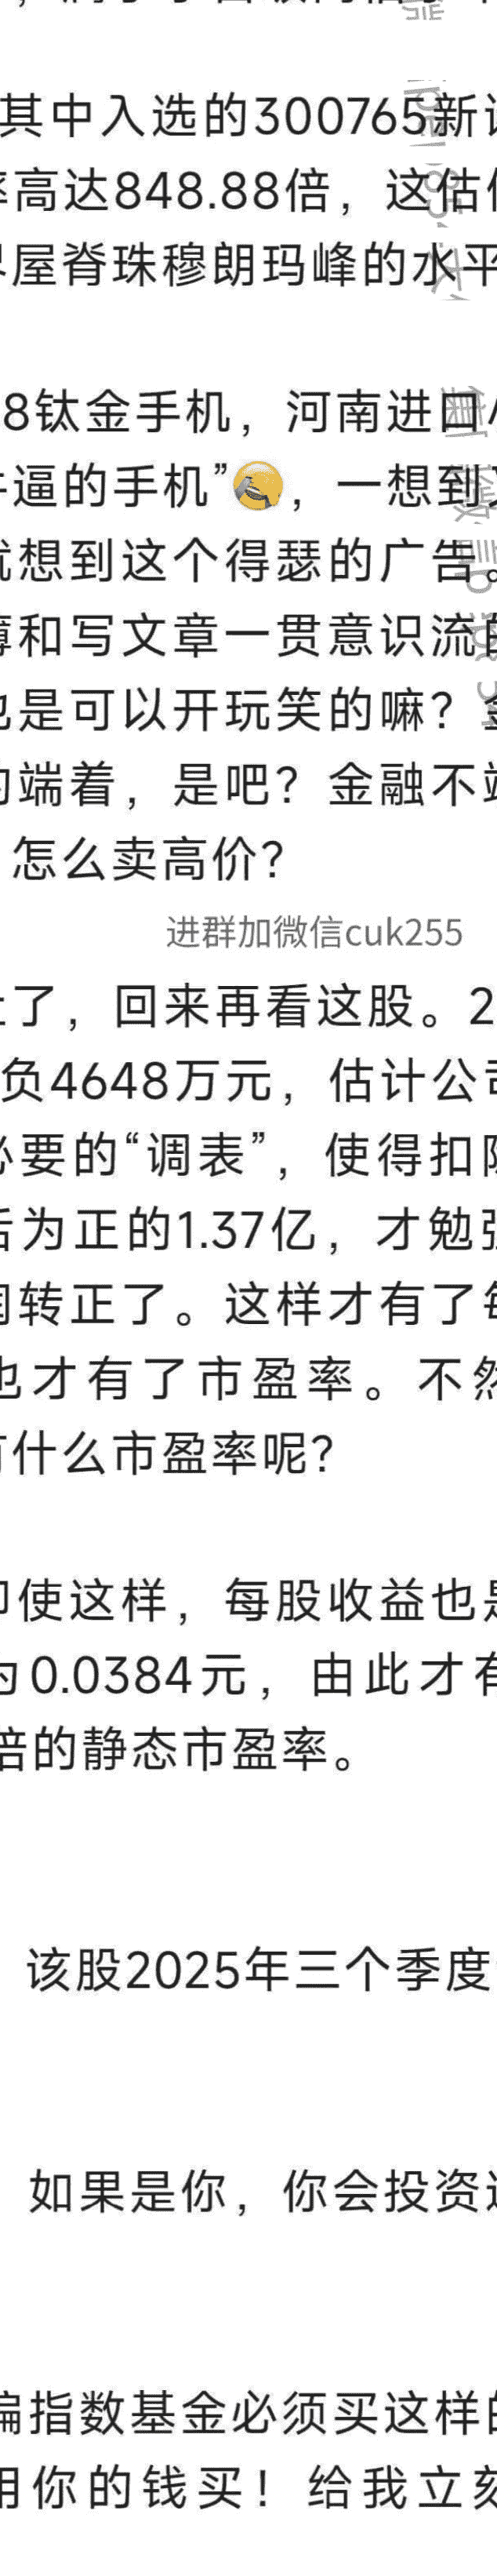 其中入选的300765新
高达848.88倍，这估
屋脊珠穆朗玛峰的水平
8钛金手机，河南进口
逼的手机”😂，一想到
想到这个得瑟的广告。
和写文章一贯意识流
是可以开玩笑的嘛？
端着，是吧？金融不
怎么卖高价？
进群加微信cuk255
了，回来再看这股。2
负4648万元，估计公
要的“调表”，使得扣
为正的1.37亿，才勉
转正了。这样才有了
也才有了市盈率。不
什么市盈率呢？
使这样，每股收益也
0.0384元，由此才有
倍的静态市盈率。
该股2025年三个季度
如果是你，你会投资
指数基金必须买这样
用你的钱买！给我立刻